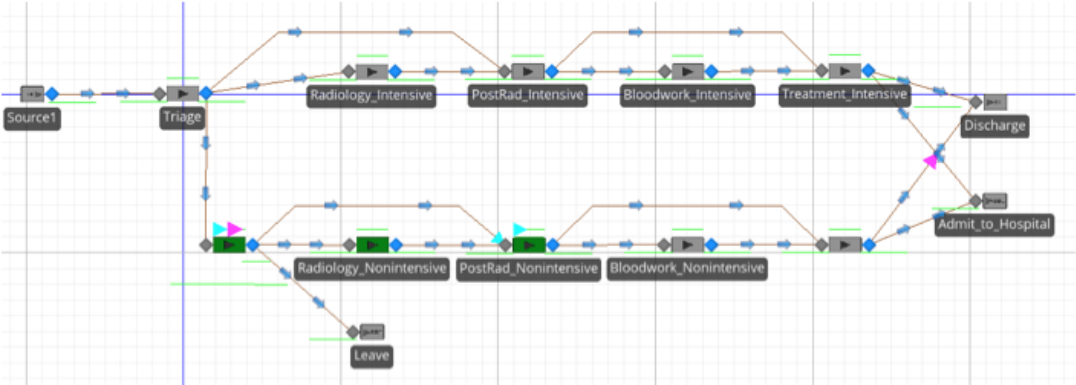 Radiology_Intensive
PostRad_Intensive
Bloodwork_Intensive
Treatment_Intensive
Source1
Triage
Discharge
Admit_to_Hospital
Radiology_Nonintensive
PostRad_Nonintensive
Bloodwork_Nonintensive
Leave